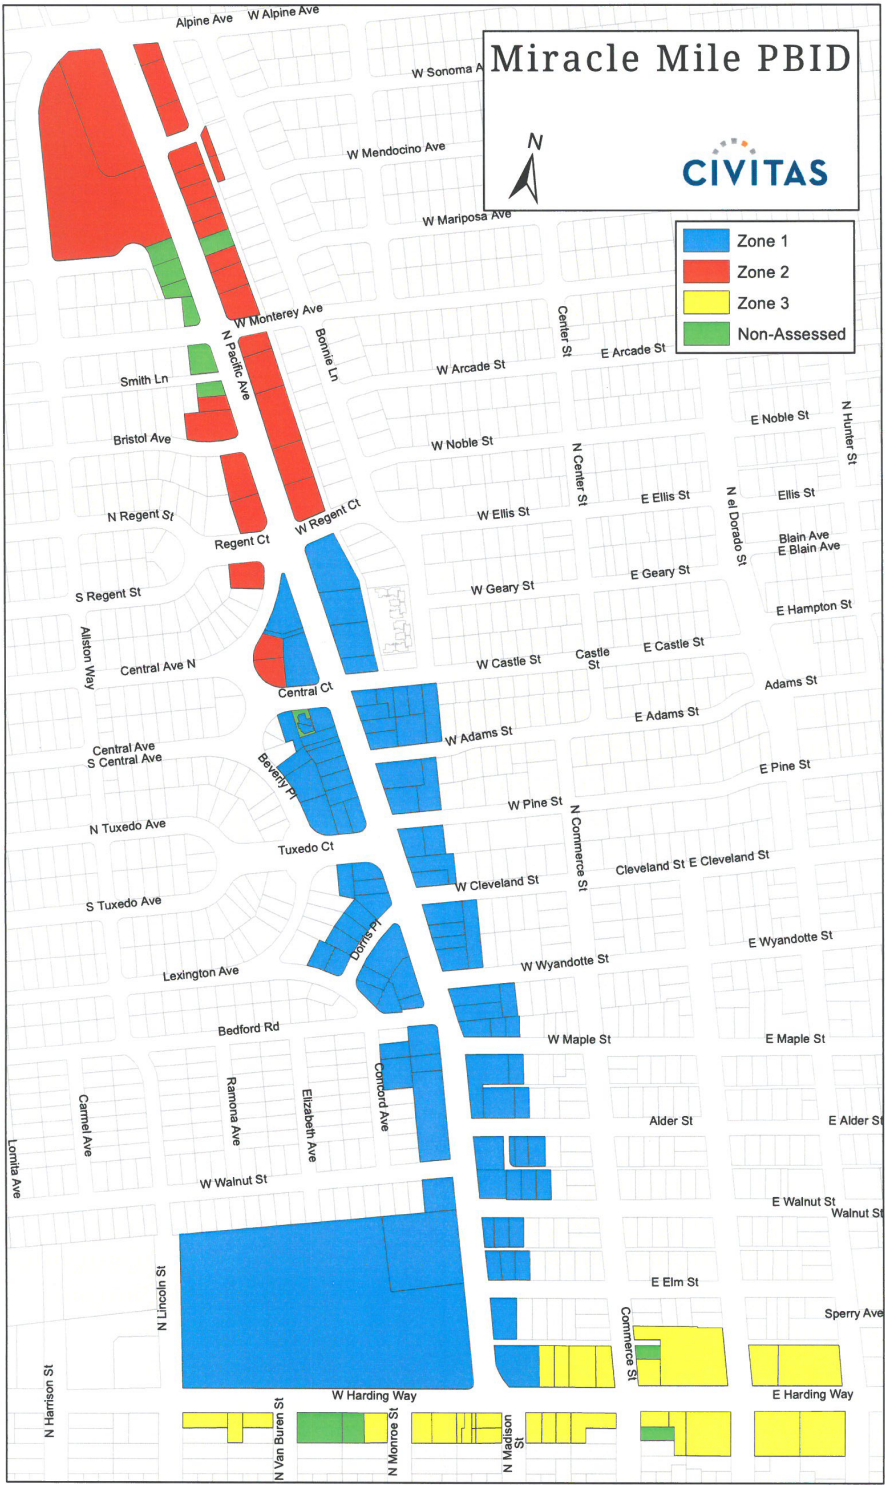 Alpine Ave
W Alpine Ave
Miracle Mile PBID
W Sonoma A
N
CIVITAS
W Mendocino Ave
W Mariposa Ave
Zone 1
Zone 2
Zone 3
Non-Assessed
W Monterey Ave
Center St
N Pacific Ave
Bonnie Ln
E Arcade St
W Arcade St
Smith Ln
N Hunter St
E Noble St
Bristol Ave
W Noble St
N Center St
N el Dorado St
Ellis St
E Ellis St
W Ellis St
N Regent St
W Regent Ct
Regent Ct
Blain Ave
E Blain Ave
E Geary St
W Geary St
S Regent St
E Hampton St
Allston Way
E Castle St
Castle
St
W Castle St
Central Ave N
Adams St
Central Ct
E Adams St
W Adams St
Central Ave
S Central Ave
Beverly Pl
E Pine St
W Pine St
N Commerce St
N Tuxedo Ave
Tuxedo Ct
Cleveland St
E Cleveland St
W Cleveland St
S Tuxedo Ave
Dorris Pl
E Wyandotte St
W Wyandotte St
Lexington Ave
Bedford Rd
W Maple St
E Maple St
Concord Ave
Ramona Ave
Elizabeth Ave
Carmel Ave
Alder St
E Alder St
Lomita Ave
W Walnut St
E Walnut St
Walnut St
N Lincoln St
E Elm St
Commerce St
Sperry Ave
N Harrison St
W Harding Way
E Harding Way
N Van Buren St
N Monroe St
N Madison
St